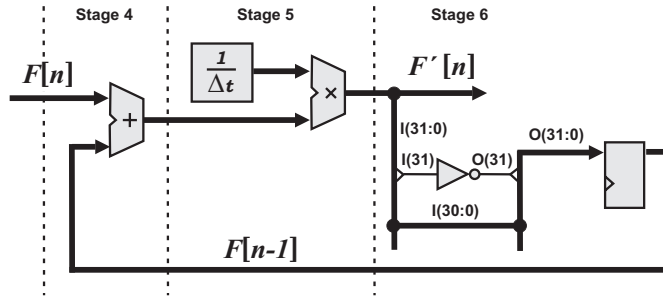 Stage 4 Stage 5 Stage 6
F[n]
1
Δt
F´[n]
+
×
I(31:0)
O(31:0)
I(31) O(31)
I(30:0)
F[n-1]